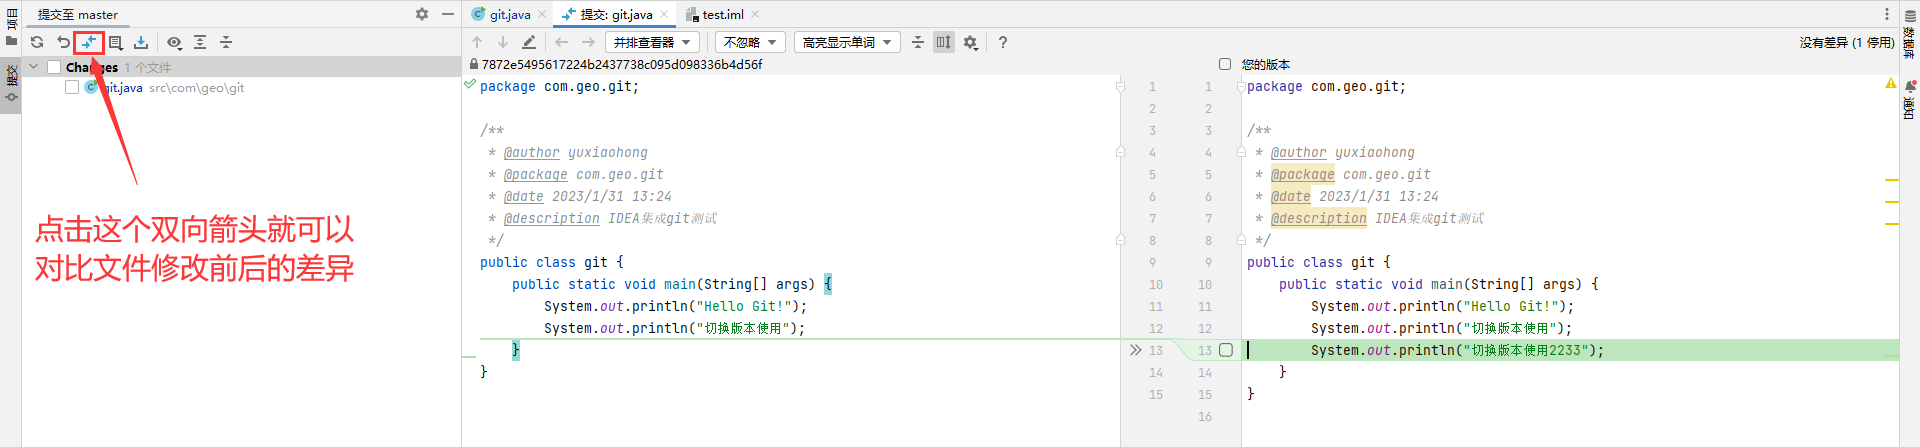 项目
提交
提交至 master
Changes 1 个文件
git.java src\com\geo\git
点击这个双向箭头就可以
对比文件修改前后的差异
git.java
提交: git.java
test.iml
并排查看器
不忽略
高亮显示单词
?
没有差异 (1 停用)
7872e5495617224b2437738c095d098336b4d56f
您的版本
package com.geo.git;
/**
* @author yuxiaohong
* @package com.geo.git
* @date 2023/1/31 13:24
* @description IDEA集成git测试
*/
public class git {
public static void main(String[] args) {
System.out.println("Hello Git!");
System.out.println("切换版本使用");
}
}
1 1
2 2
3 3
4 4
5 5
6 6
7 7
8 8
9 9
10 10
11 11
12 12
13 13
14 14
15 15
16
package com.geo.git;
/**
* @author yuxiaohong
* @package com.geo.git
* @date 2023/1/31 13:24
* @description IDEA集成git测试
*/
public class git {
public static void main(String[] args) {
System.out.println("Hello Git!");
System.out.println("切换版本使用");
System.out.println("切换版本使用2233");
}
}
数据库
通知